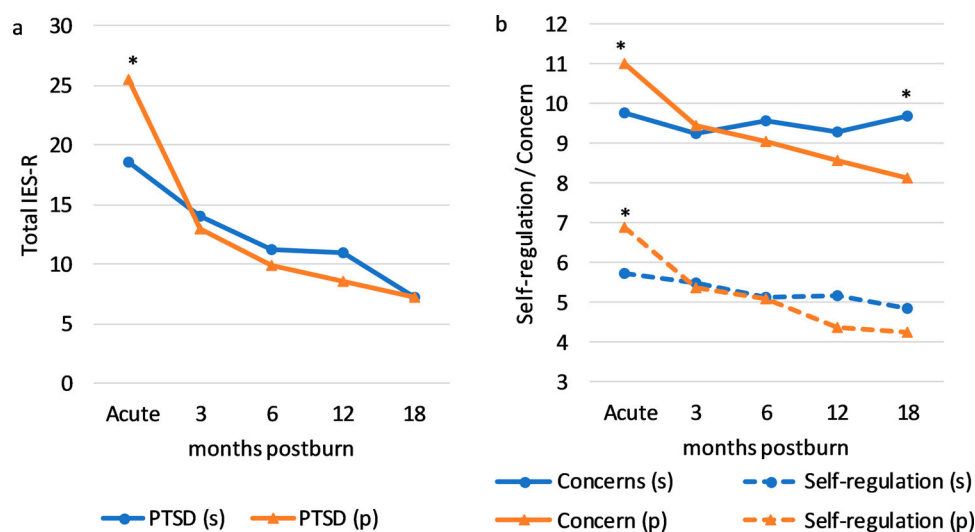 a
30
25
20
15
10
5
0
Total IES-R
*
Acute 3 6 12 18
months postburn
PTSD (s) PTSD (p)
b
12
11
10
9
8
7
6
5
4
3
Self-regulation / Concern
*
*
*
Acute 3 6 12 18
months postburn
Concerns (s) Self-regulation (s)
Concern (p) Self-regulation (p)